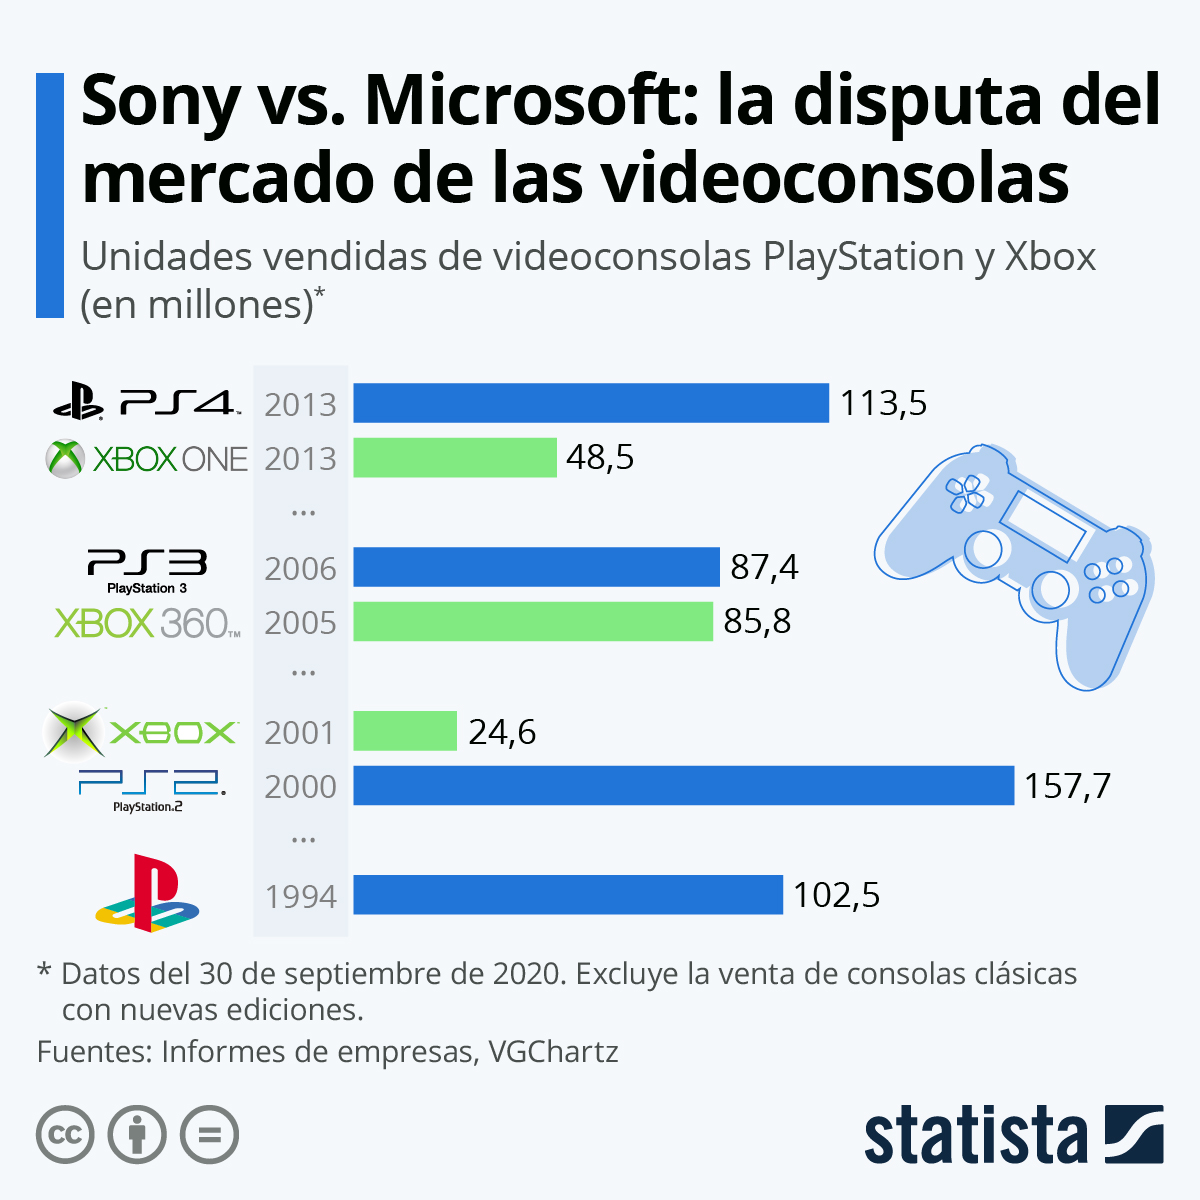 Sony vs. Microsoft: la disputa del
mercado de las videoconsolas
Unidades vendidas de videoconsolas PlayStation y Xbox
(en millones)*
PS4™ 2013 113,5
XBOX ONE 2013 48,5
...
PS3 2006 87,4
PlayStation 3
XBOX 360™ 2005 85,8
...
XBOX™ 2001 24,6
PS2. 2000 157,7
PlayStation.2
...
1994 102,5
* Datos del 30 de septiembre de 2020. Excluye la venta de consolas clásicas
con nuevas ediciones.
Fuentes: Informes de empresas, VGChartz
cc
statista